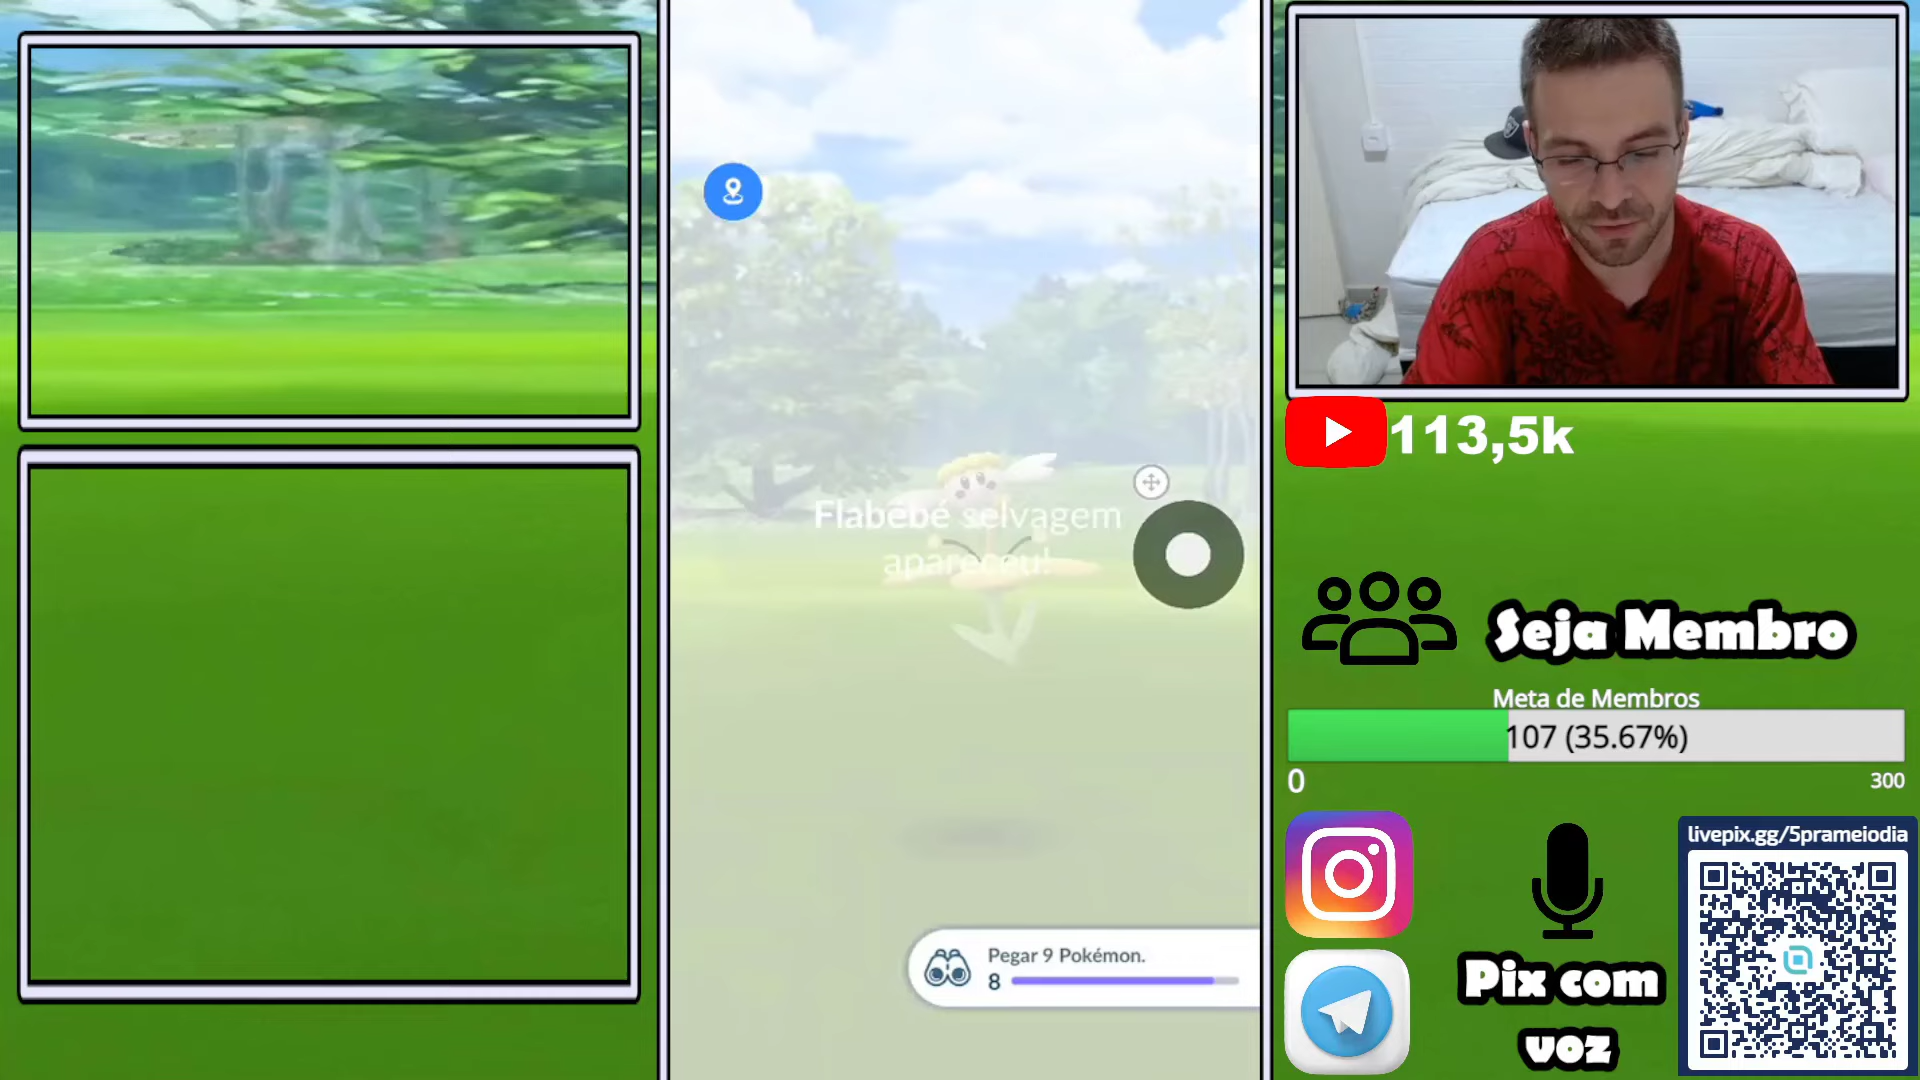 Flabébé selvagem
apareceu!
Pegar 9 Pokémon.
8
113,5k
Seja Membro
Meta de Membros
107 (35.67%)
0
300
livepix.gg/5prameiodia
Pix com
voz